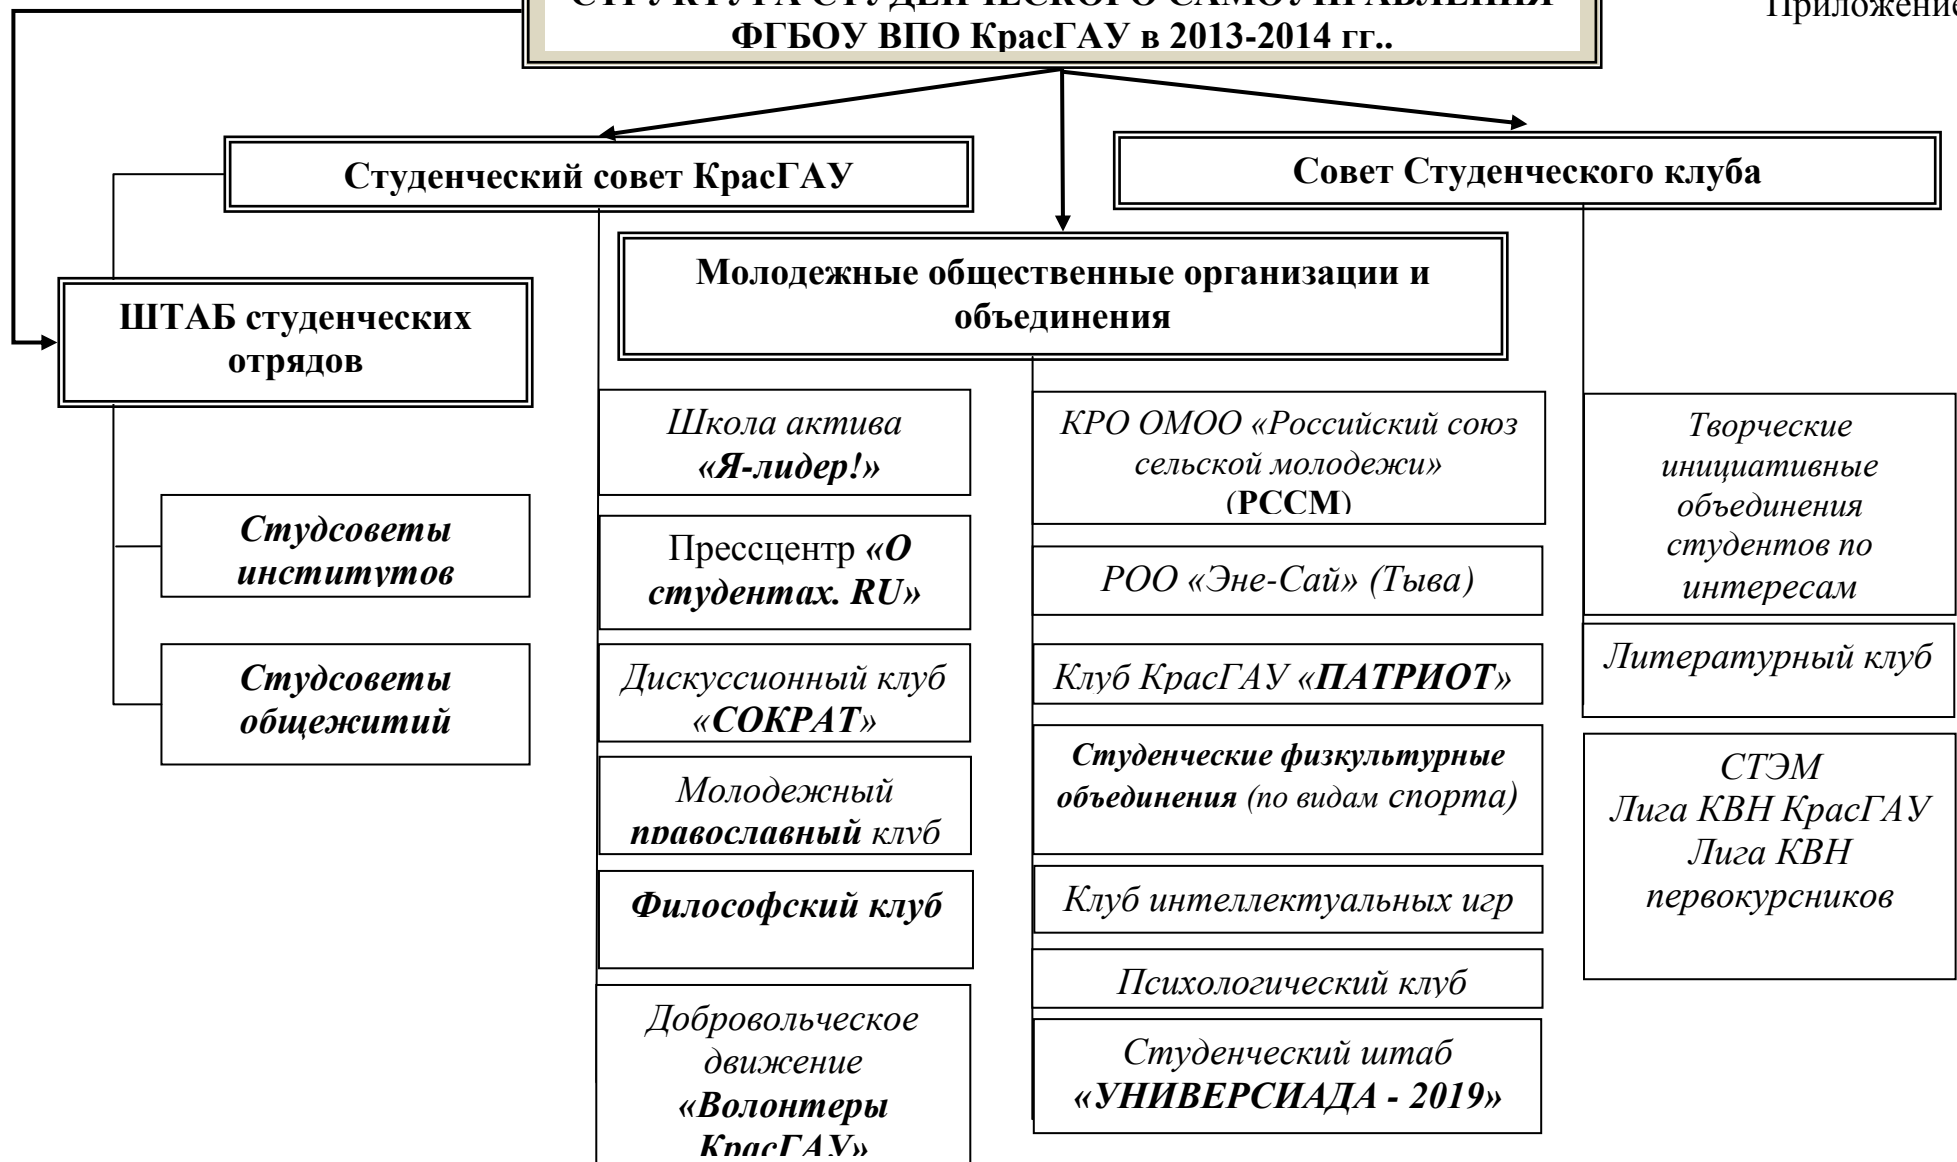 СТРУКТУРА СТУДЕНЧЕСКОГО САМОУПРАВЛЕНИЯ
ФГБОУ ВПО КрасГАУ в 2013-2014 гг..
Приложение
Студенческий совет КрасГАУ
Совет Студенческого клуба
Молодежные общественные организации и
объединения
ШТАБ студенческих
отрядов
Студсоветы
институтов
Студсоветы
общежитий
Школа актива
«Я-лидер!»
Прессцентр «О
студентах. RU»
Дискуссионный клуб
«СОКРАТ»
Молодежный
православный клуб
Философский клуб
Добровольческое
движение
«Волонтеры
КрасГАУ»
КРО ОМОО «Российский союз
сельской молодежи»
(РССМ)
РОО «Эне-Сай» (Тыва)
Клуб КрасГАУ «ПАТРИОТ»
Студенческие физкультурные
объединения (по видам спорта)
Клуб интеллектуальных игр
Психологический клуб
Студенческий штаб
«УНИВЕРСИАДА - 2019»
Творческие
инициативные
объединения
студентов по
интересам
Литературный клуб
СТЭМ
Лига КВН КрасГАУ
Лига КВН
первокурсников